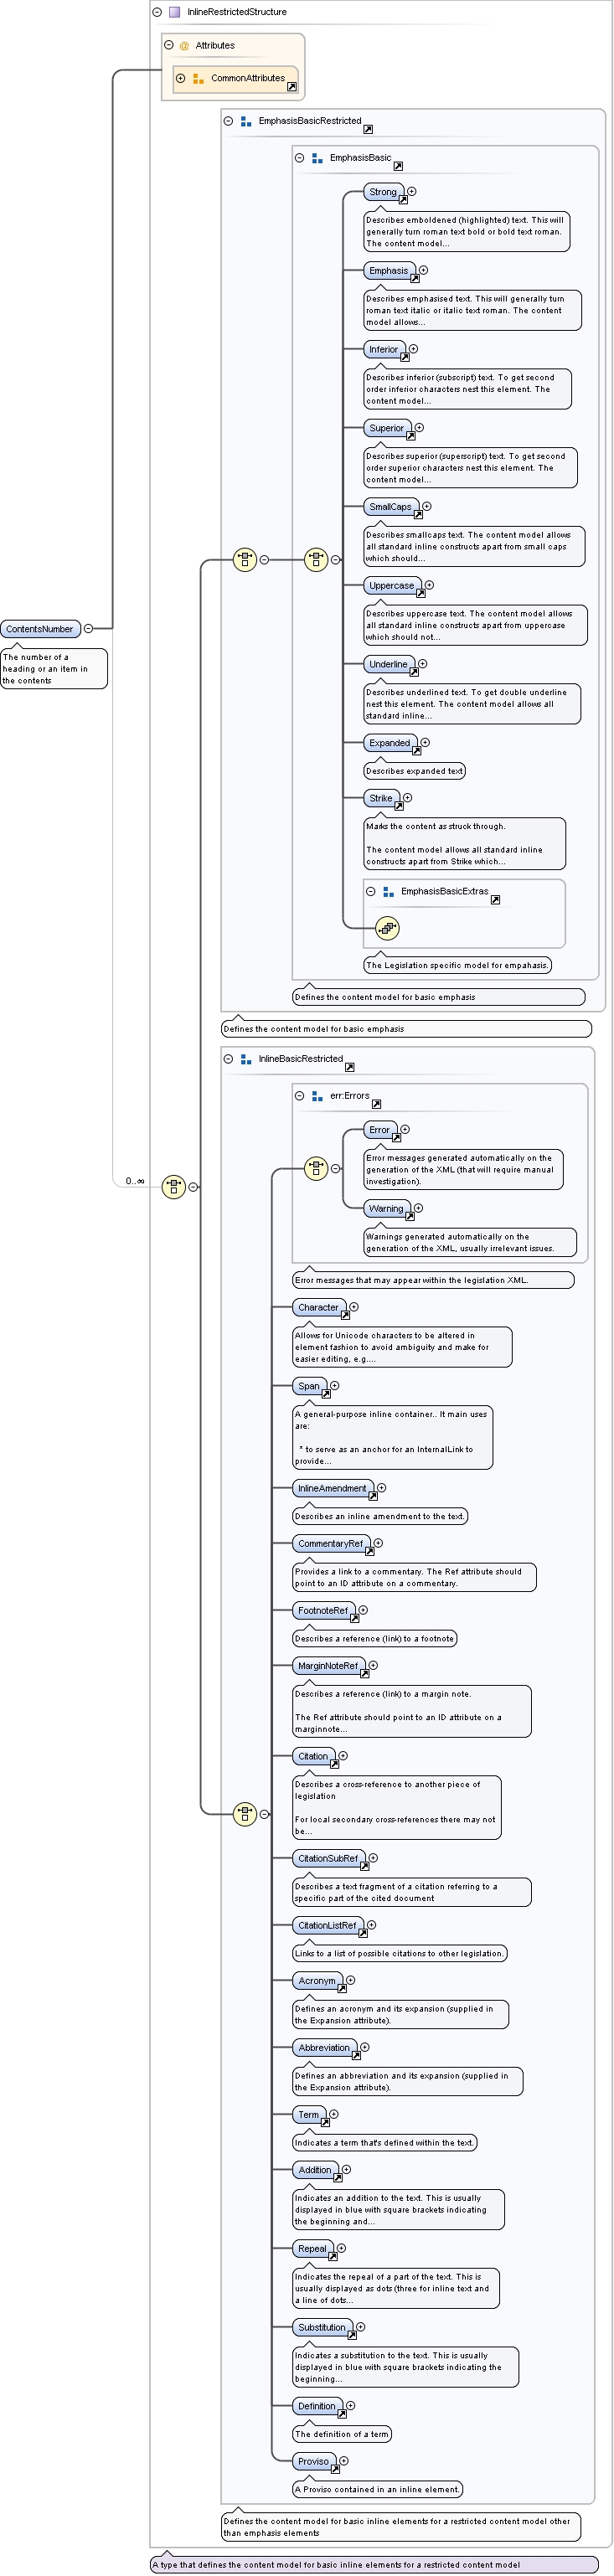 InlineRestrictedStructure
Attributes
CommonAttributes
EmphasisBasicRestricted
EmphasisBasic
Strong
Describes emboldened (highlighted) text. This will
generally turn roman text bold or bold text roman.
The content model...
Emphasis
Describes emphasised text. This will generally turn
roman text italic or italic text roman. The content
model allows...
Inferior
Describes inferior (subscript) text. To get second
order inferior characters nest this element. The
content model...
Superior
Describes superior (superscript) text. To get second
order superior characters nest this element. The
content model...
SmallCaps
Describes smallcaps text. The content model allows
all standard inline constructs apart from small caps
which should...
Uppercase
Describes uppercase text. The content model allows
all standard inline constructs apart from uppercase
which should not...
ContentsNumber
The number of a
heading or an item in
the contents
Underline
Describes underlined text. To get double underline
nest this element. The content model allows all
standard inline...
Expanded
Describes expanded text
Strike
Marks the content as struck through.
The content model allows all standard inline
constructs apart from Strike which...
EmphasisBasicExtras
The Legislation specific model for empahasis.
Defines the content model for basic emphasis
Defines the content model for basic emphasis
InlineBasicRestricted
err:Errors
Error
Error messages generated automatically on the
generation of the XML (that will require manual
investigation).
0..∞
Warning
Warnings generated automatically on the
generation of the XML, usually irrelevant issues.
Error messages that may appear within the legislation XML.
Character
Allows for Unicode characters to be altered in
element fashion to avoid ambiguity and make for
easier editing, e.g....
Span
A general-purpose inline container.. It main uses
are:
* to serve as an anchor for an InternalLink to
provide...
InlineAmendment
Describes an inline amendment to the text.
CommentaryRef
Provides a link to a commentary. The Ref attribute should
point to an ID attribute on a commentary.
FootnoteRef
Describes a reference (link) to a footnote
MarginNoteRef
Describes a reference (link) to a margin note.
The Ref attribute should point to an ID attribute on a
marginnote...
Citation
Describes a cross-reference to another piece of
legislation
For local secondary cross-references there may not
be...
CitationSubRef
Describes a text fragment of a citation referring to a
specific part of the cited document
CitationListRef
Links to a list of possible citations to other legislation.
Acronym
Defines an acronym and its expansion (supplied in
the Expansion attribute).
Abbreviation
Defines an abbreviation and its expansion (supplied in
the Expansion attribute).
Term
Indicates a term that's defined within the text.
Addition
Indicates an addition to the text. This is usually
displayed in blue with square brackets indicating
the beginning and...
Repeal
Indicates the repeal of a part of the text. This is
usually displayed as dots (three for inline text and
a line of dots...
Substitution
Indicates a substitution to the text. This is usually
displayed in blue with square brackets indicating the
beginning...
Definition
The definition of a term
Proviso
A Proviso contained in an inline element.
Defines the content model for basic inline elements for a restricted content model other
than emphasis elements
A type that defines the content model for basic inline elements for a restricted content model